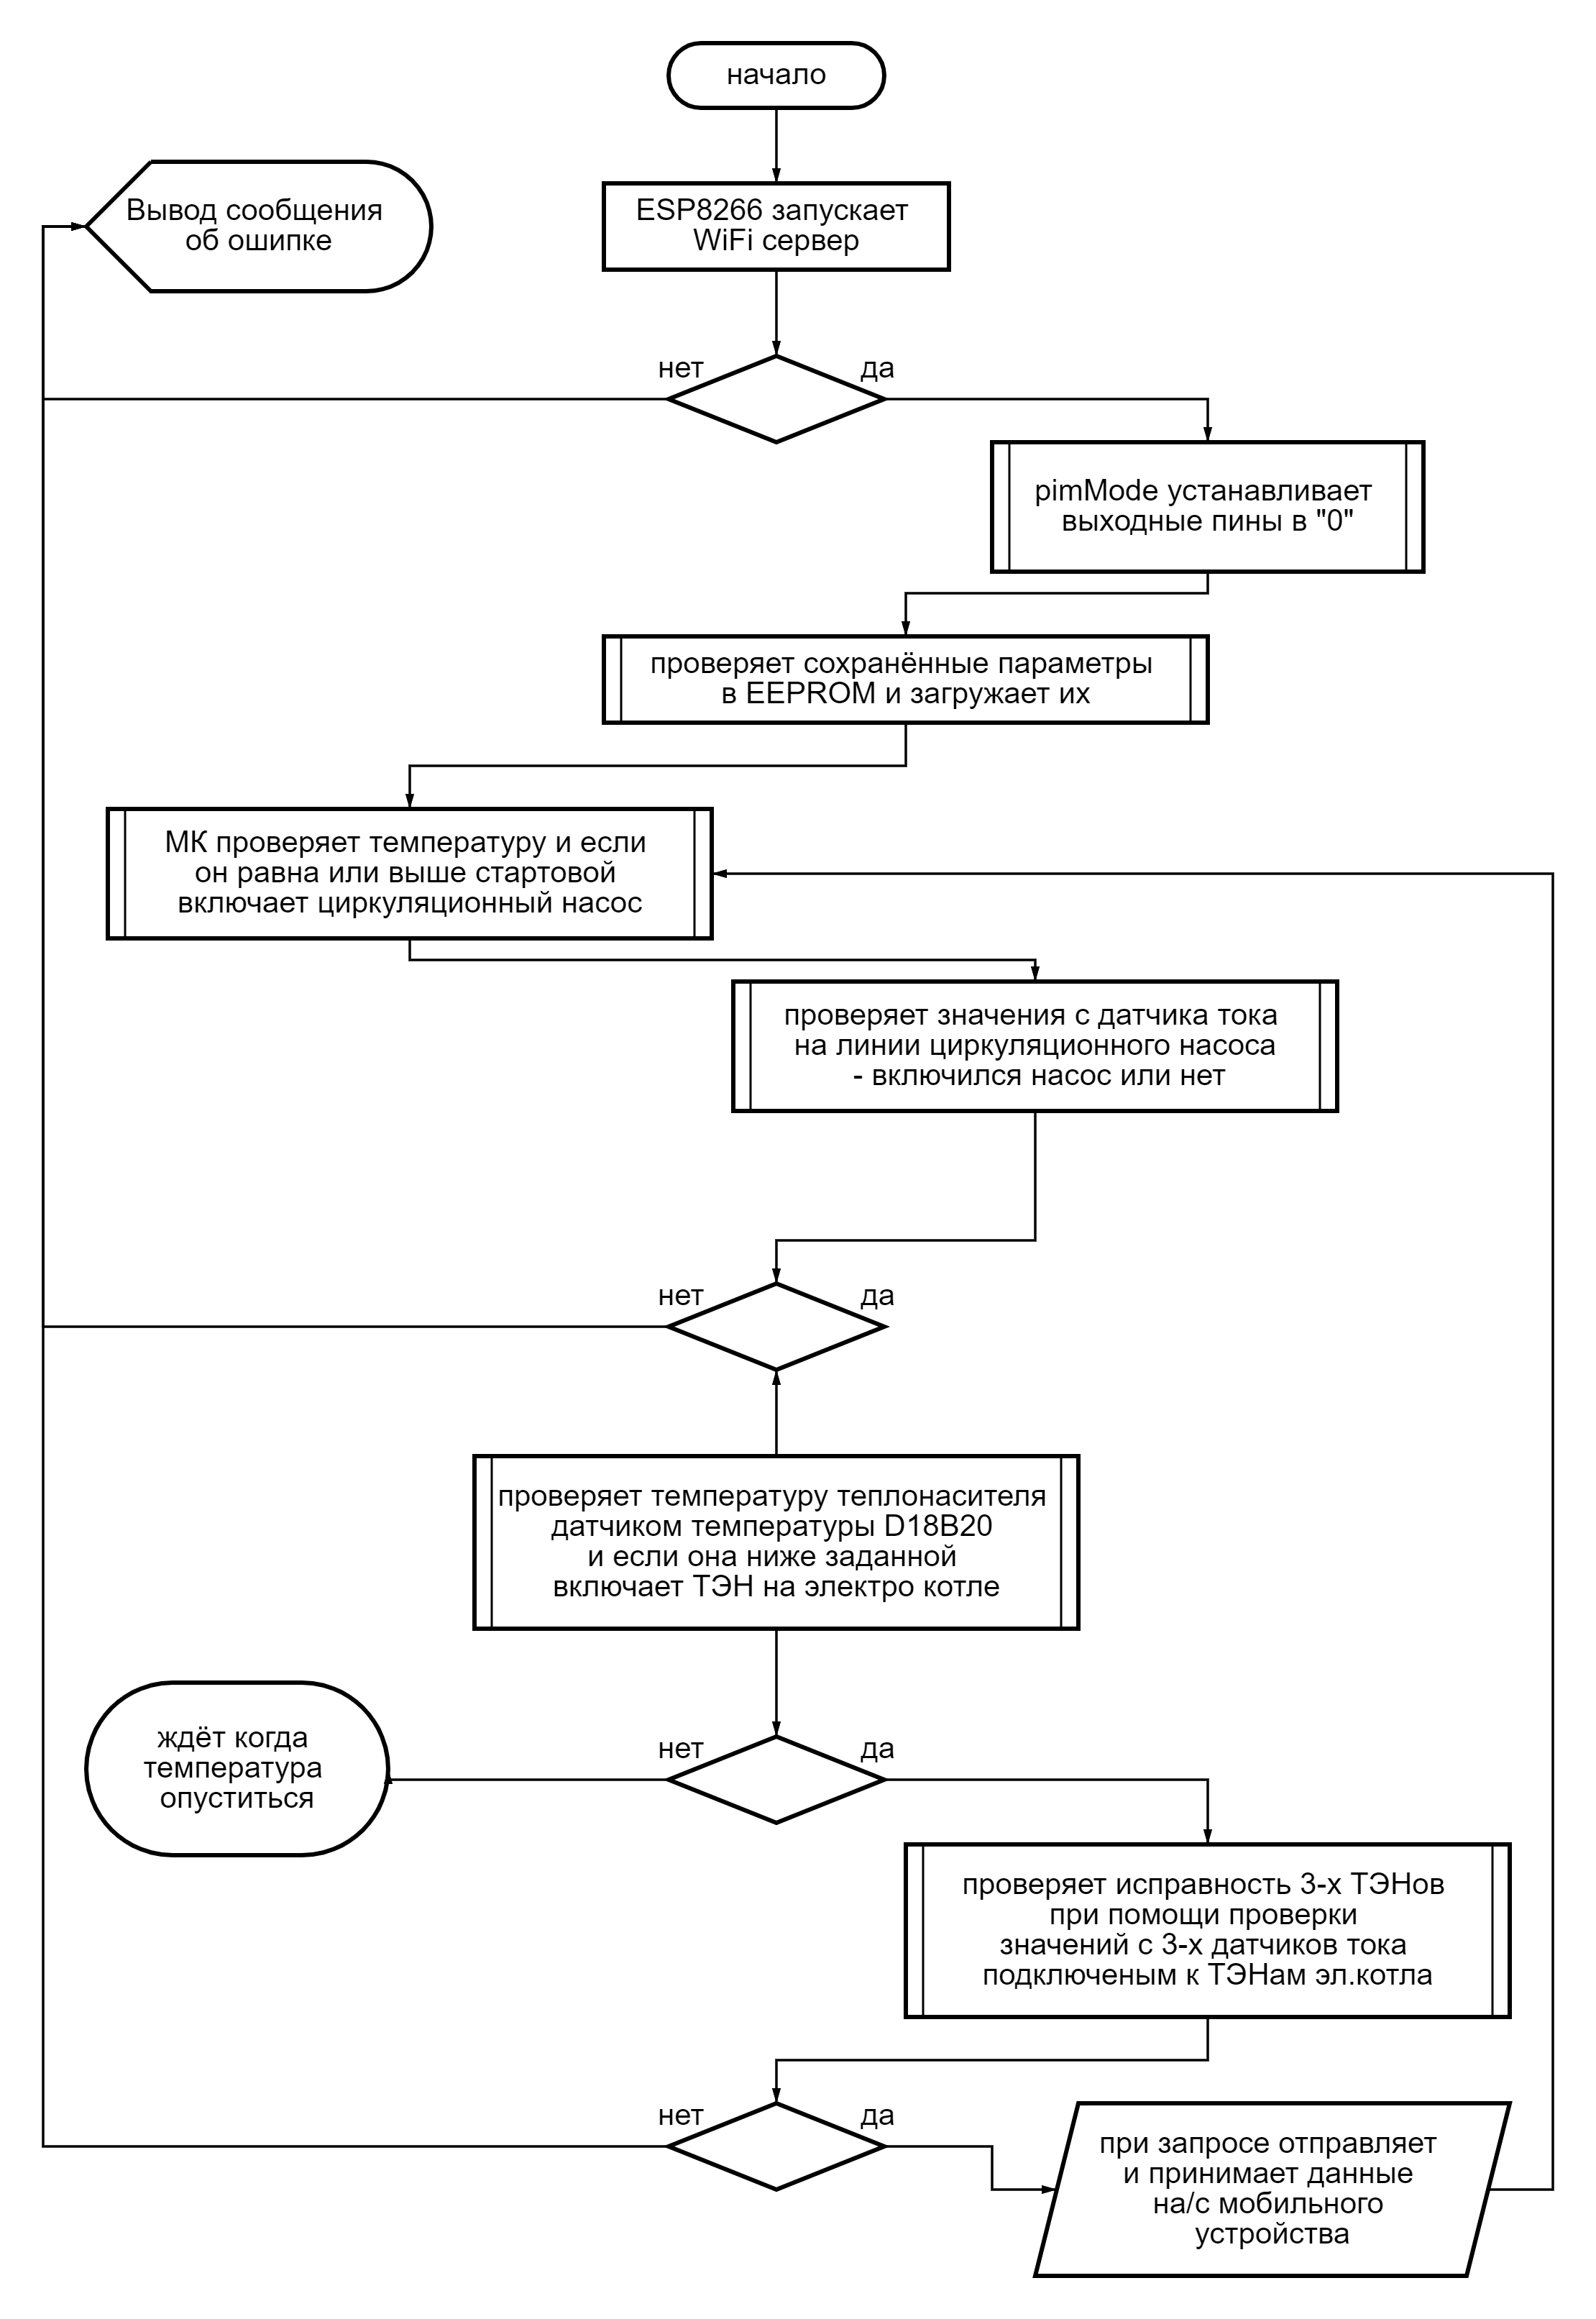 начало
Вывод сообщения
об ошипке
ESP8266 запускает
WiFi сервер
нет
да
pimMode устанавливает
выходные пины в "0"
проверяет сохранённые параметры
в EEPROM и загружает их
МК проверяет температуру и если
он равна или выше стартовой
включает циркуляционный насос
проверяет значения с датчика тока
на линии циркуляционного насоса
- включился насос или нет
нет
да
проверяет температуру теплонасителя
датчиком температуры D18B20
и если она ниже заданной
включает ТЭН на электро котле
нет
да
ждёт когда
температура
опуститься
проверяет исправность 3-х ТЭНов
при помощи проверки
значений с 3-х датчиков тока
подключеным к ТЭНам эл.котла
нет
да
при запросе отправляет
и принимает данные
на/с мобильного
устройства